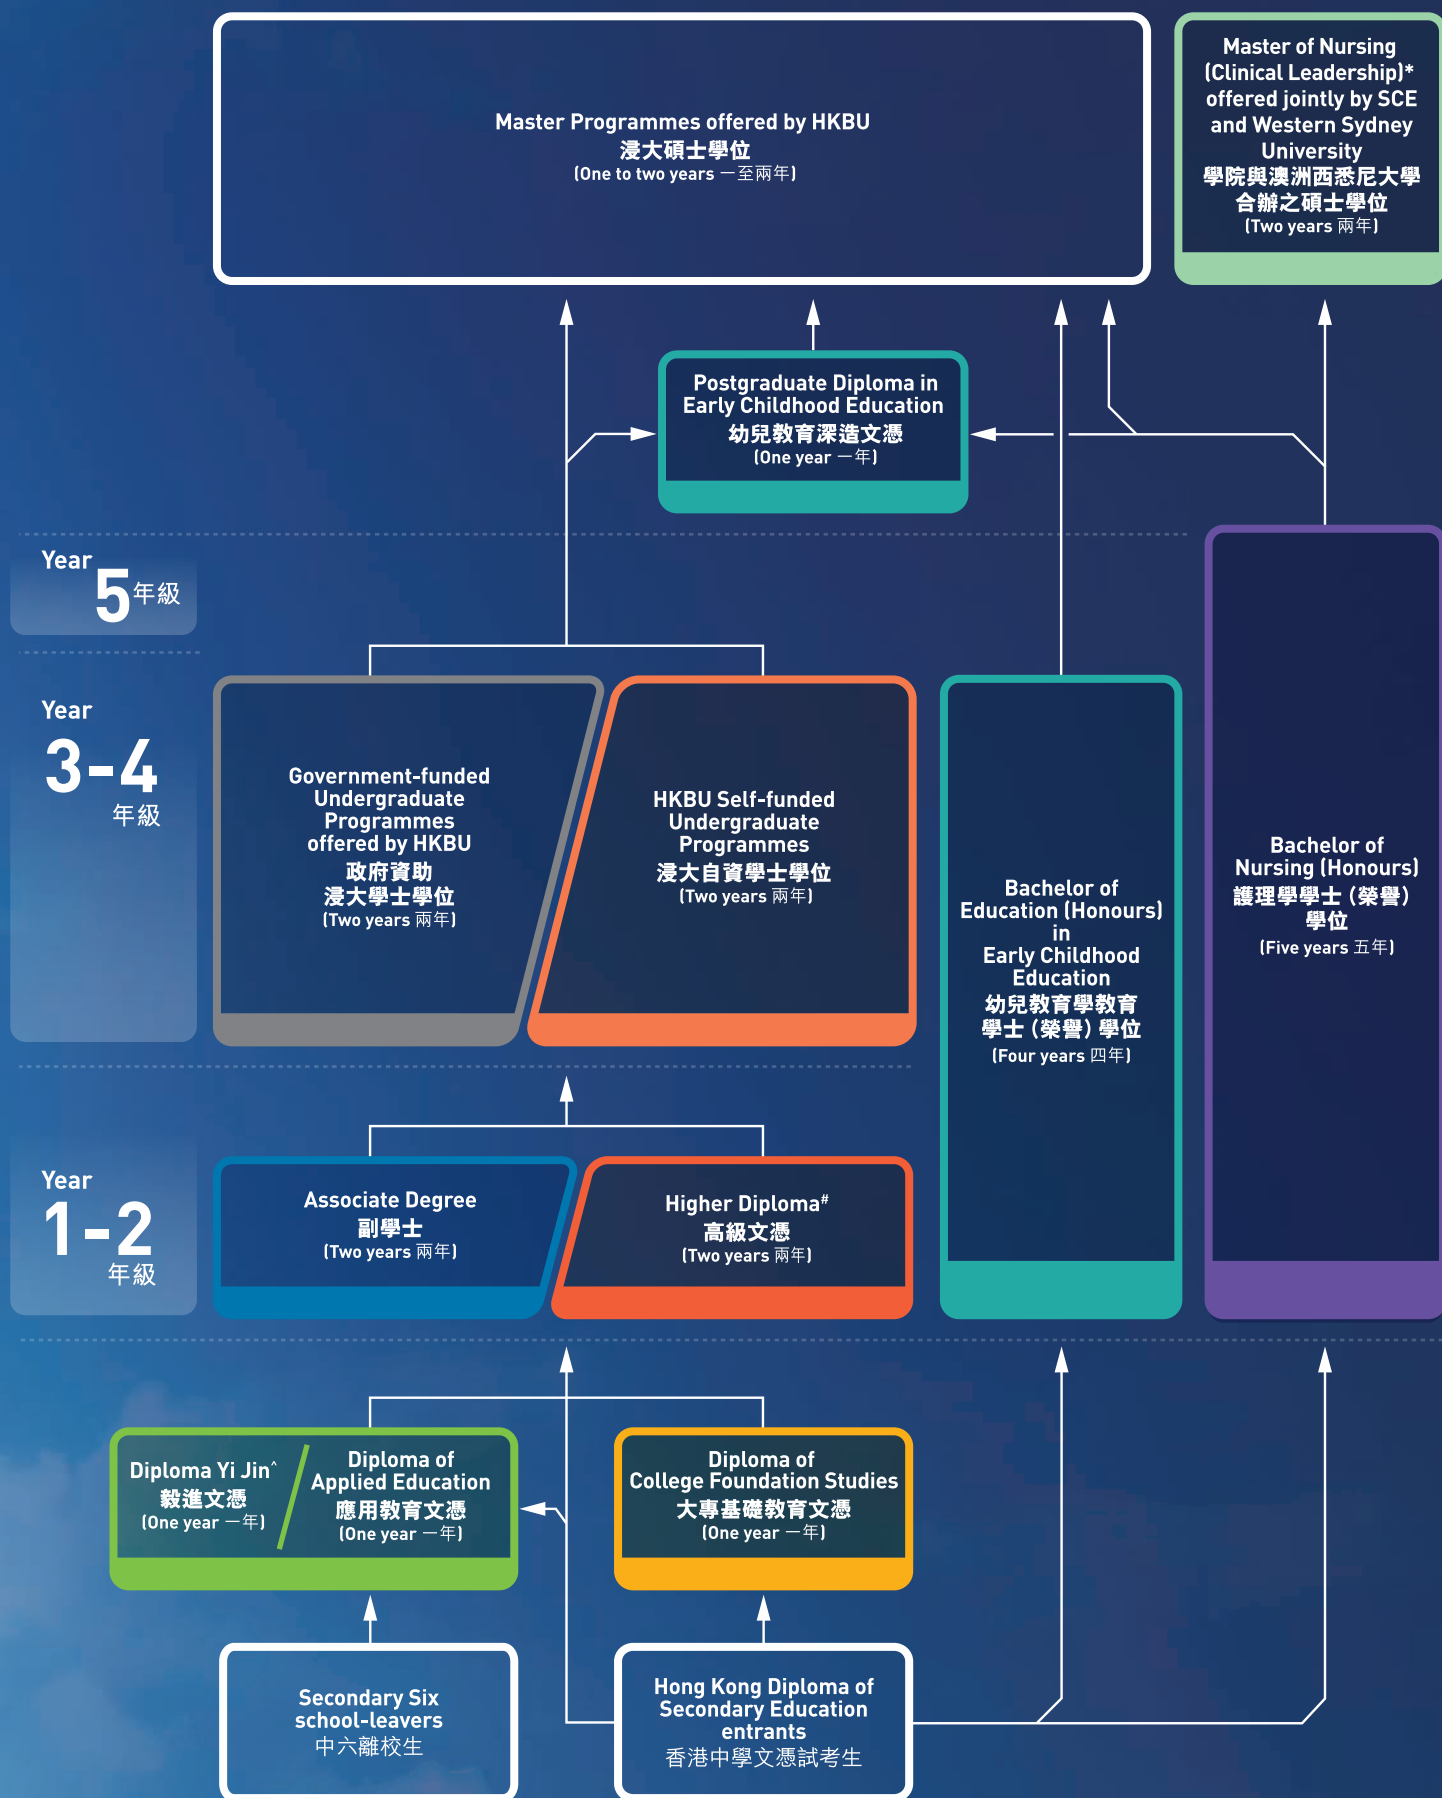 Master Programmes offered by HKBU
浸大碩士學位
(One to two years 一至兩年)
Master of Nursing
(Clinical Leadership)*
offered jointly by SCE
and Western Sydney
University
學院與澳洲西悉尼大學
合辦之碩士學位
(Two years 兩年)
Postgraduate Diploma in
Early Childhood Education
幼兒教育深造文憑
(One year 一年)
Year
5年級
Year
3-4
年級
Government-funded
Undergraduate
Programmes
offered by HKBU
政府資助
浸大學士學位
(Two years 兩年)
HKBU Self-funded
Undergraduate
Programmes
浸大自資學士學位
(Two years 兩年)
Bachelor of
Education (Honours)
in
Early Childhood
Education
幼兒教育學教育
學士（榮譽）學位
(Four years 四年)
Bachelor of
Nursing (Honours)
護理學學士（榮譽）
學位
(Five years 五年)
Year
1-2
年級
Associate Degree
副學士
(Two years 兩年)
Higher Diploma#
高級文憑
(Two years 兩年)
Diploma Yi Jin^
毅進文憑
(One year 一年)
Diploma of
Applied Education
應用教育文憑
(One year 一年)
Diploma of
College Foundation Studies
大專基礎教育文憑
(One year 一年)
Secondary Six
school-leavers
中六離校生
Hong Kong Diploma of
Secondary Education
entrants
香港中學文憑試考生